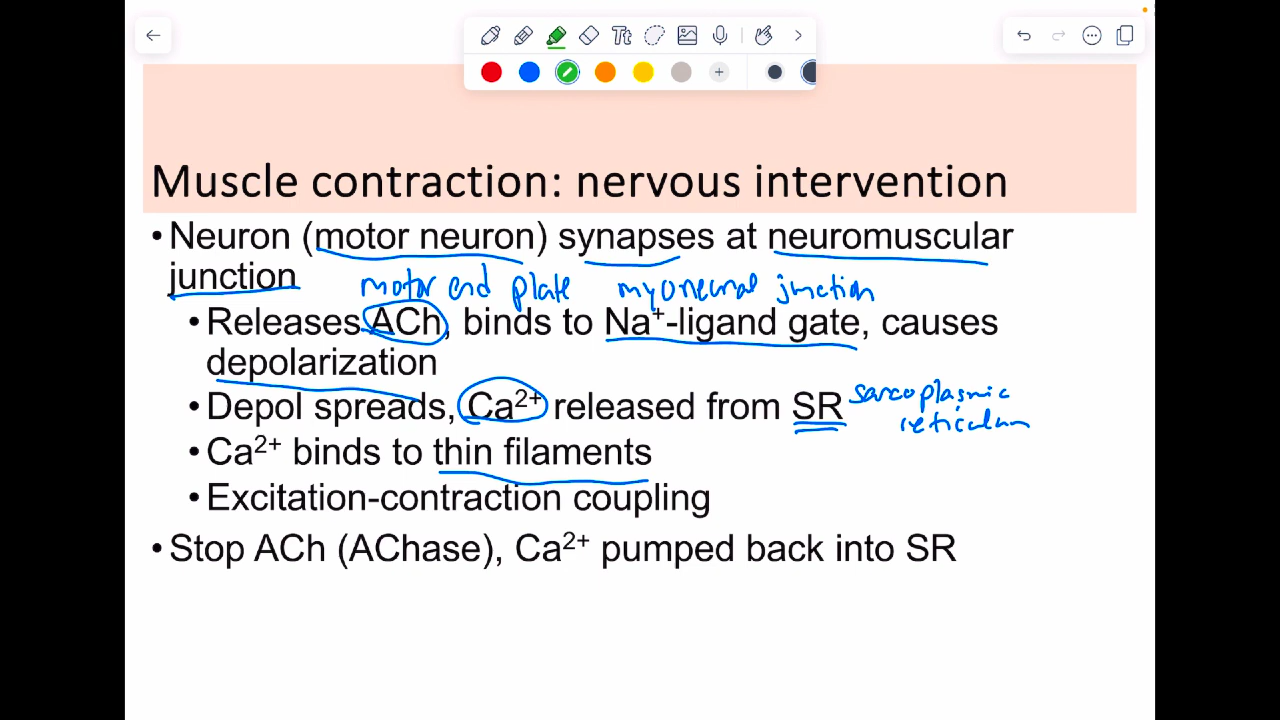 Muscle contraction: nervous intervention
•Neuron (motor neuron) synapses at neuromuscular
junction
motor end plate myoneural junction
•Releases ACh, binds to Na⁺-ligand gate, causes
depolarization
•Depol spreads, Ca²⁺ released from SR sarcoplasmic
reticulum
•Ca²⁺ binds to thin filaments
•Excitation-contraction coupling
•Stop ACh (AChase), Ca²⁺ pumped back into SR